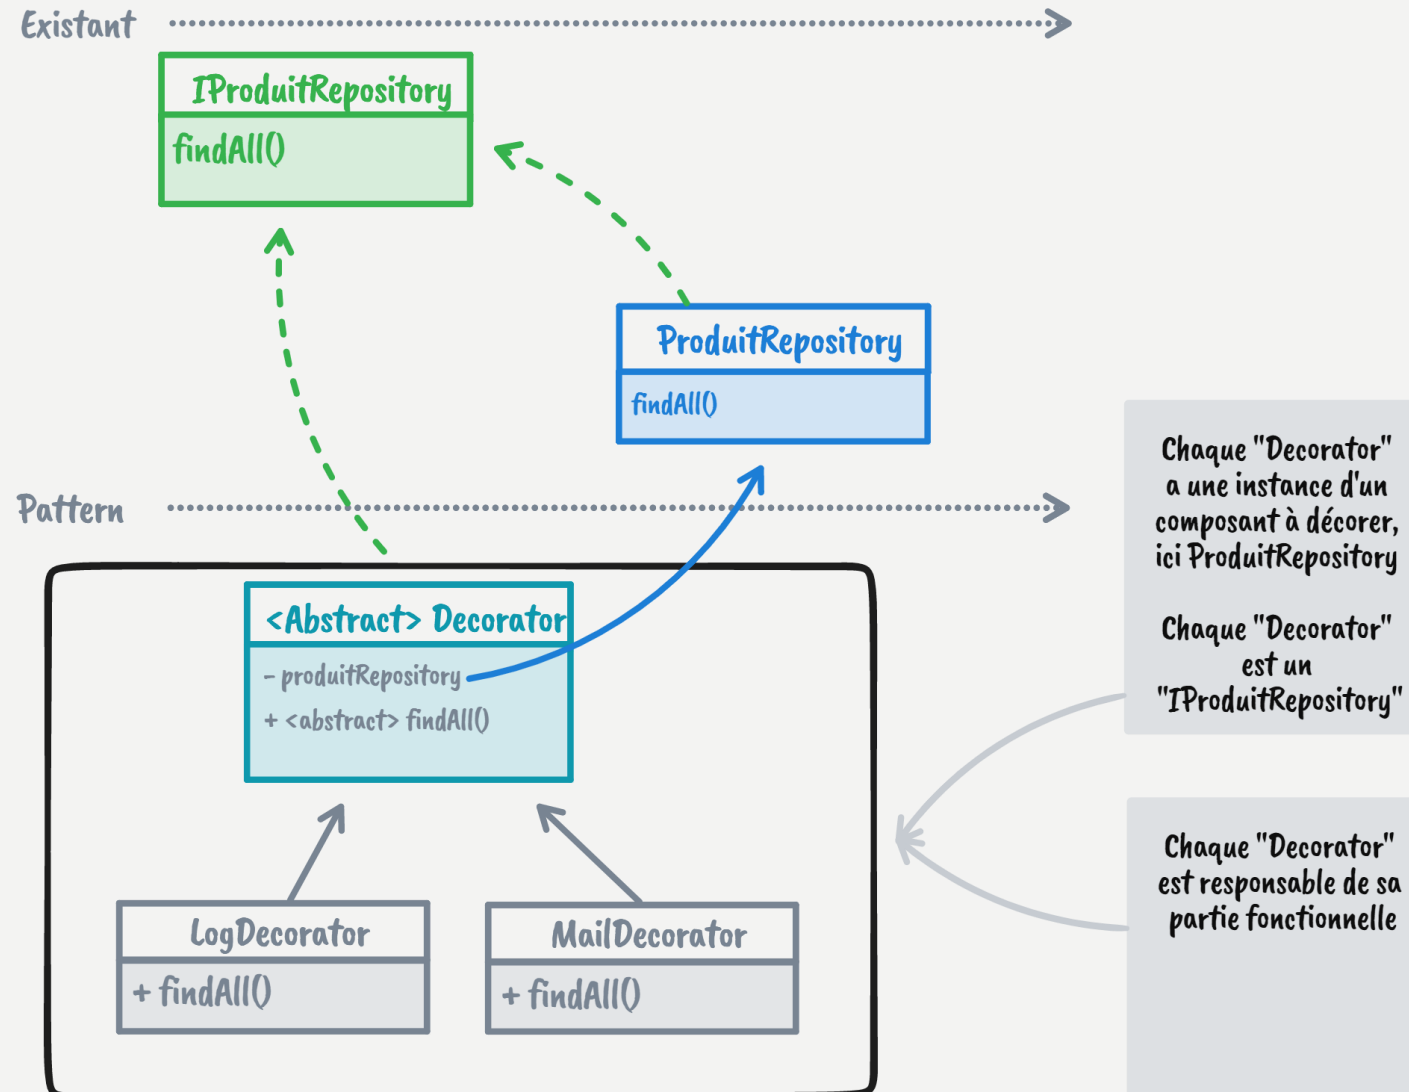 Existant
IProduitRepository
findAll()
ProduitRepository
findAll()
Pattern
<Abstract> Decorator
- produitRepository
+ <abstract> findAll()
LogDecorator
+ findAll()
MailDecorator
+ findAll()
Chaque "Decorator"
a une instance d'un
composant à décorer,
ici ProduitRepository
Chaque "Decorator"
est un
"IProduitRepository"
Chaque "Decorator"
est responsable de sa
partie fonctionnelle